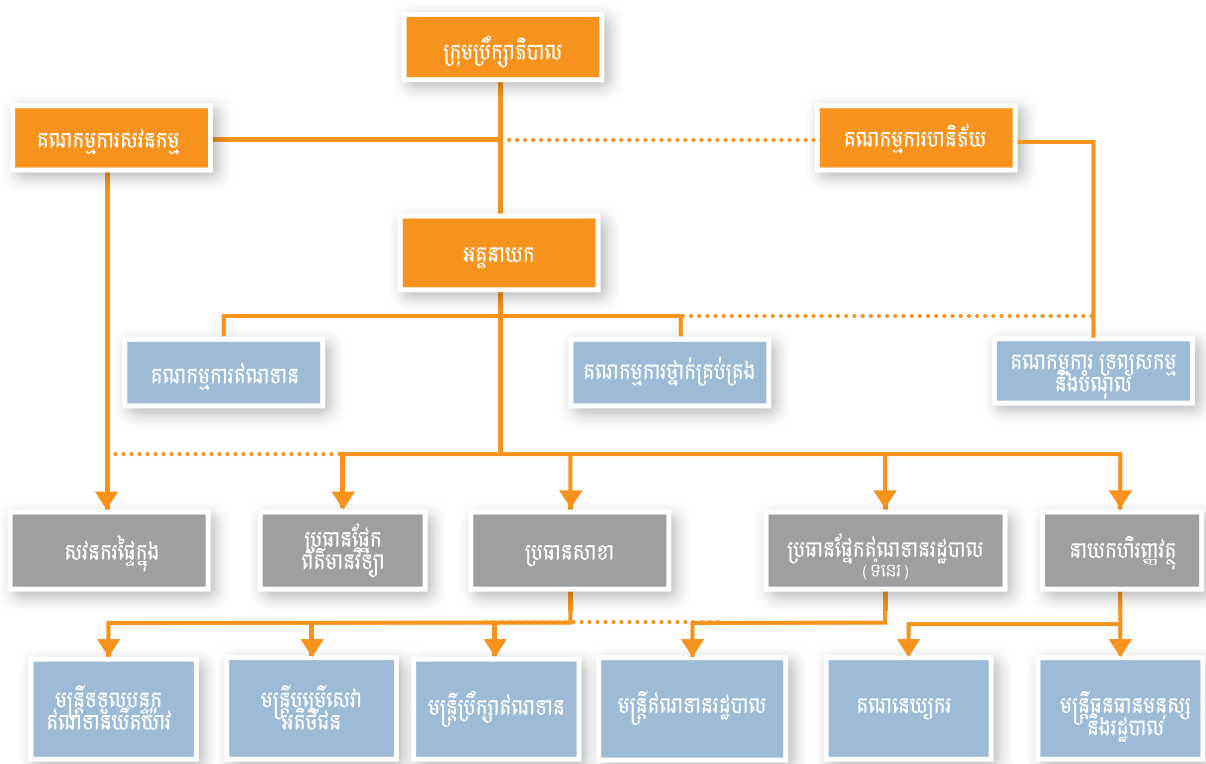 ក្រុមប្រឹក្សាភិបាល
គណកម្មការសវនកម្ម
គណកម្មការហានិភ័យ
អគ្គនាយក
គណកម្មការឥណទាន
គណកម្មការថ្នាក់គ្រប់គ្រង
គណកម្មការ ទ្រព្យសកម្ម
និងបំណុល
សវនករផ្ទៃក្នុង
ប្រធានផ្នែក
ព័ត៌មានវិទ្យា
ប្រធានសាខា
ប្រធានផ្នែកឥណទានរដ្ឋបាល
(ទំនេរ)
នាយកហិរញ្ញវត្ថុ
មន្ត្រីទទួលបន្ទុក
ឥណទានយឺតយ៉ាវ
មន្ត្រីបម្រើសេវា
អតិថិជន
មន្ត្រីប្រឹក្សាឥណទាន
មន្ត្រីឥណទានរដ្ឋបាល
គណនេយ្យករ
មន្ត្រីធនធានមនុស្ស
និងរដ្ឋបាល